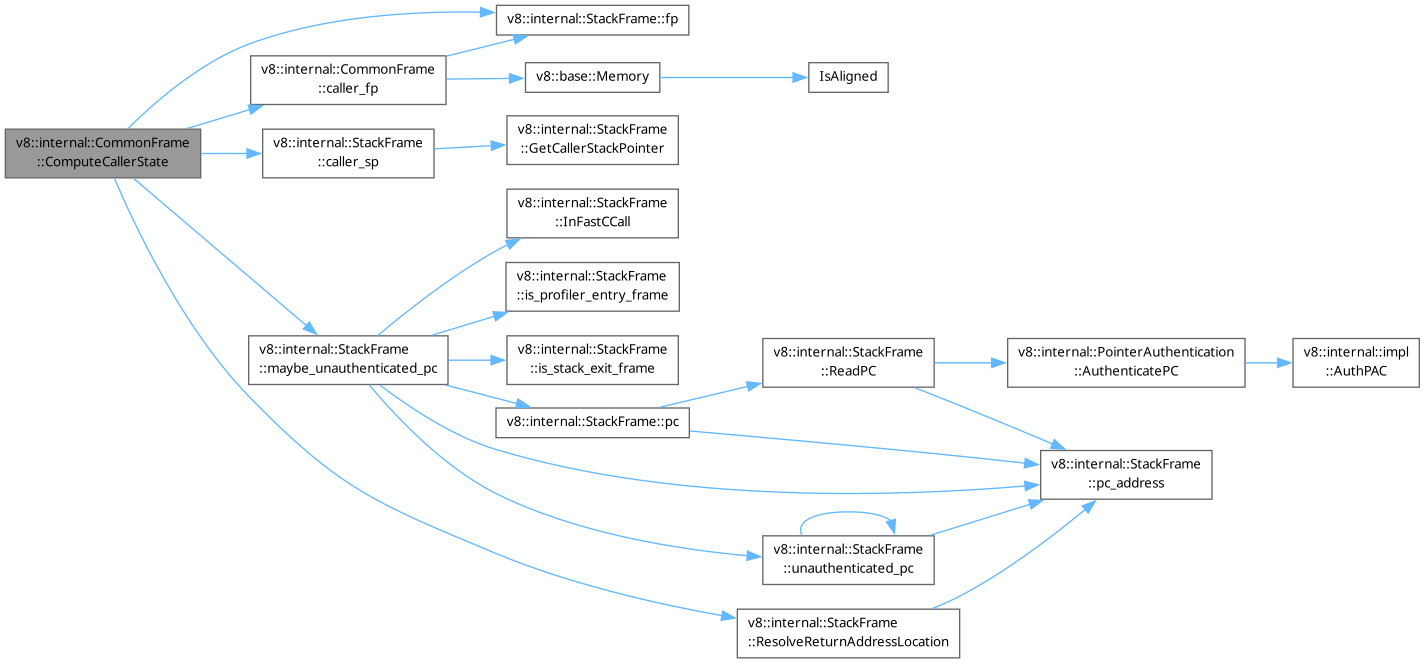 v8::internal::StackFrame::fp
v8::internal::CommonFrame
::caller_fp
v8::base::Memory
IsAligned
v8::internal::CommonFrame
::ComputeCallerState
v8::internal::StackFrame
::caller_sp
v8::internal::StackFrame
::GetCallerStackPointer
v8::internal::StackFrame
::InFastCCall
v8::internal::StackFrame
::is_profiler_entry_frame
v8::internal::StackFrame
::maybe_unauthenticated_pc
v8::internal::StackFrame
::is_stack_exit_frame
v8::internal::StackFrame
::ReadPC
v8::internal::PointerAuthentication
::AuthenticatePC
v8::internal::impl
::AuthPAC
v8::internal::StackFrame::pc
v8::internal::StackFrame
::pc_address
v8::internal::StackFrame
::unauthenticated_pc
v8::internal::StackFrame
::ResolveReturnAddressLocation